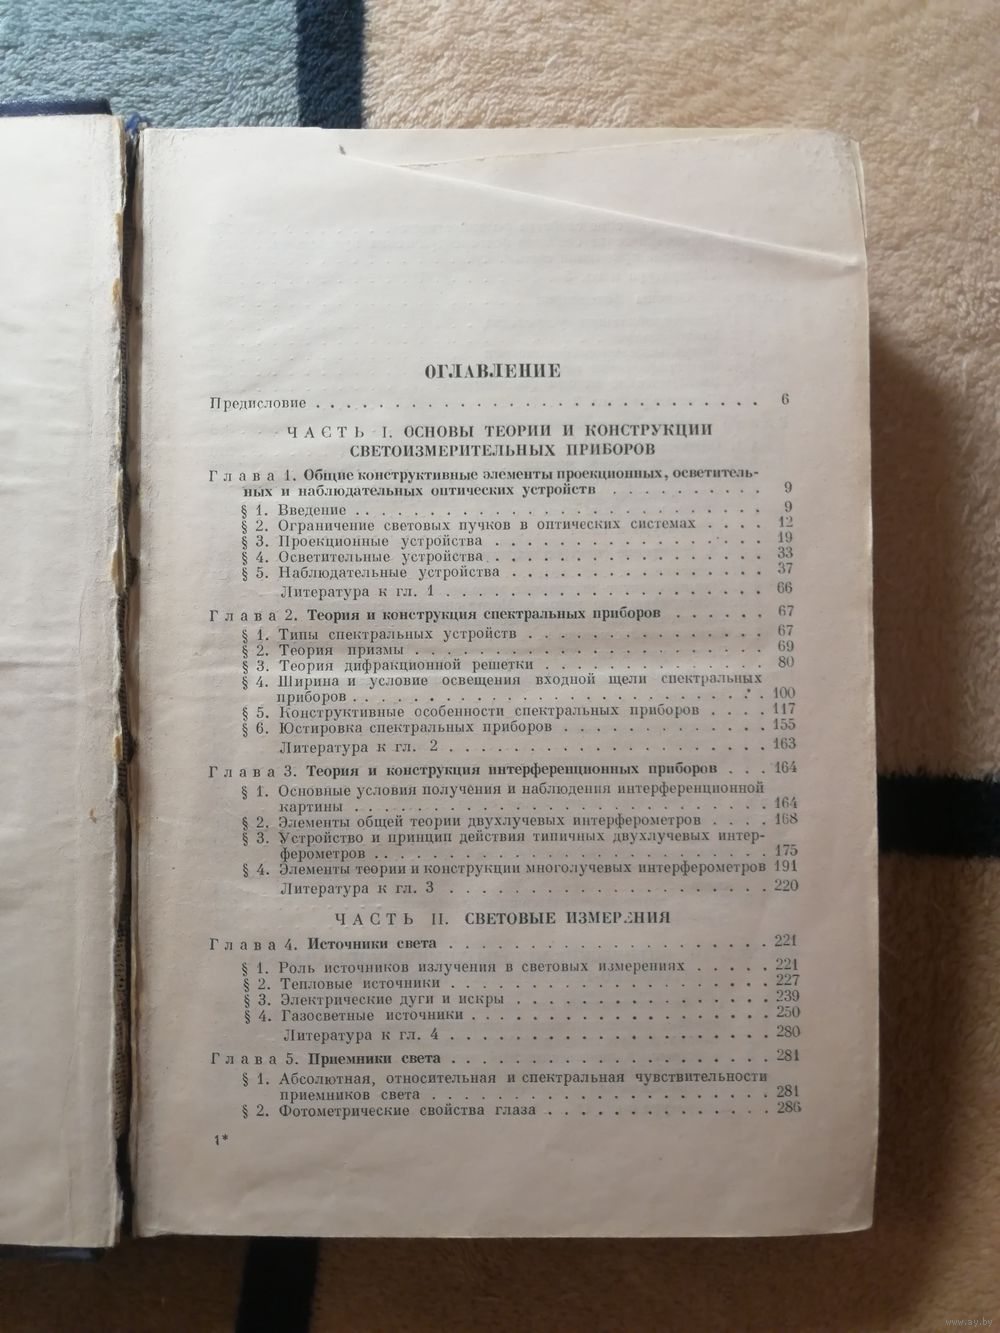 ОГЛАВЛЕНИЕ
Предисловие . . . . . . . . . . . . . . . . . . . . . . . . . . . . . 6
ЧАСТЬ I. ОСНОВЫ ТЕОРИИ И КОНСТРУКЦИИ
СВЕТОИЗМЕРИТЕЛЬНЫХ ПРИБОРОВ
Глава 1. Общие конструктивные элементы проекционных, осветитель-
ных и наблюдательных оптических устройств . . . . . . . . . . 9
§ 1. Введение . . . . . . . . . . . . . . . . . . . . . . . . . . 9
§ 2. Ограничение световых пучков в оптических системах . . . . 12
§ 3. Проекционные устройства . . . . . . . . . . . . . . . . . . 19
§ 4. Осветительные устройства . . . . . . . . . . . . . . . . . . 33
§ 5. Наблюдательные устройства . . . . . . . . . . . . . . . . . 37
Литература к гл. 1 . . . . . . . . . . . . . . . . . . . . . 66
Глава 2. Теория и конструкция спектральных приборов . . . . . . 67
§ 1. Типы спектральных устройств . . . . . . . . . . . . . . . . 67
§ 2. Теория призмы . . . . . . . . . . . . . . . . . . . . . . . 69
§ 3. Теория дифракционной решетки . . . . . . . . . . . . . . . 80
§ 4. Ширина и условие освещения входной щели спектральных
приборов . . . . . . . . . . . . . . . . . . . . . . . . . . . 100
§ 5. Конструктивные особенности спектральных приборов . . . . 117
§ 6. Юстировка спектральных приборов . . . . . . . . . . . . . 155
Литература к гл. 2 . . . . . . . . . . . . . . . . . . . . . 163
Глава 3. Теория и конструкция интерференционных приборов . . . 164
§ 1. Основные условия получения и наблюдения интерференционной
картины . . . . . . . . . . . . . . . . . . . . . . . . . . . 164
§ 2. Элементы общей теории двухлучевых интерферометров . . . . 168
§ 3. Устройство и принцип действия типичных двухлучевых интер-
ферометров . . . . . . . . . . . . . . . . . . . . . . . . . . 175
§ 4. Элементы теории и конструкции многолучевых интерферометров 191
Литература к гл. 3 . . . . . . . . . . . . . . . . . . . . . 220
ЧАСТЬ II. СВЕТОВЫЕ ИЗМЕРЕНИЯ
Глава 4. Источники света . . . . . . . . . . . . . . . . . . . . . 221
§ 1. Роль источников излучения в световых измерениях . . . . . 221
§ 2. Тепловые источники . . . . . . . . . . . . . . . . . . . . . 227
§ 3. Электрические дуги и искры . . . . . . . . . . . . . . . . . 239
§ 4. Газосветные источники . . . . . . . . . . . . . . . . . . . . 250
Литература к гл. 4 . . . . . . . . . . . . . . . . . . . . . 280
Глава 5. Приемники света . . . . . . . . . . . . . . . . . . . . . 281
§ 1. Абсолютная, относительная и спектральная чувствительности
приемников света . . . . . . . . . . . . . . . . . . . . . . 281
§ 2. Фотометрические свойства глаза . . . . . . . . . . . . . . . 286
1*
www.ay.by